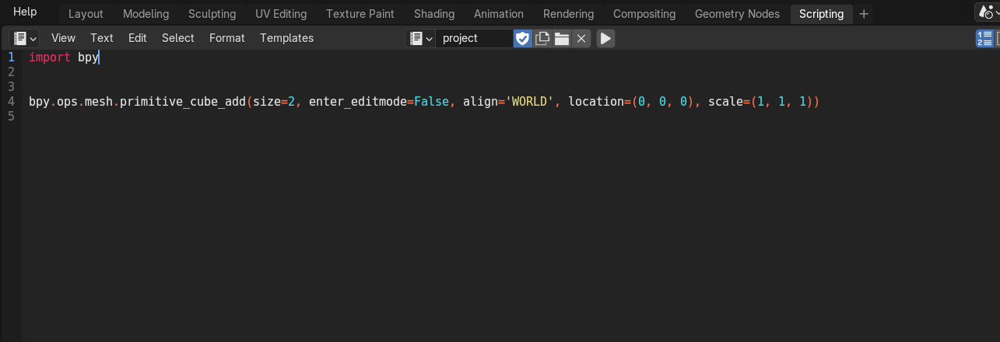 Help Layout Modeling Sculpting UV Editing Texture Paint Shading Animation Rendering Compositing Geometry Nodes Scripting +
View Text Edit Select Format Templates project
1 import bpy
2
3
4 bpy.ops.mesh.primitive_cube_add(size=2, enter_editmode=False, align='WORLD', location=(0, 0, 0), scale=(1, 1, 1))
5